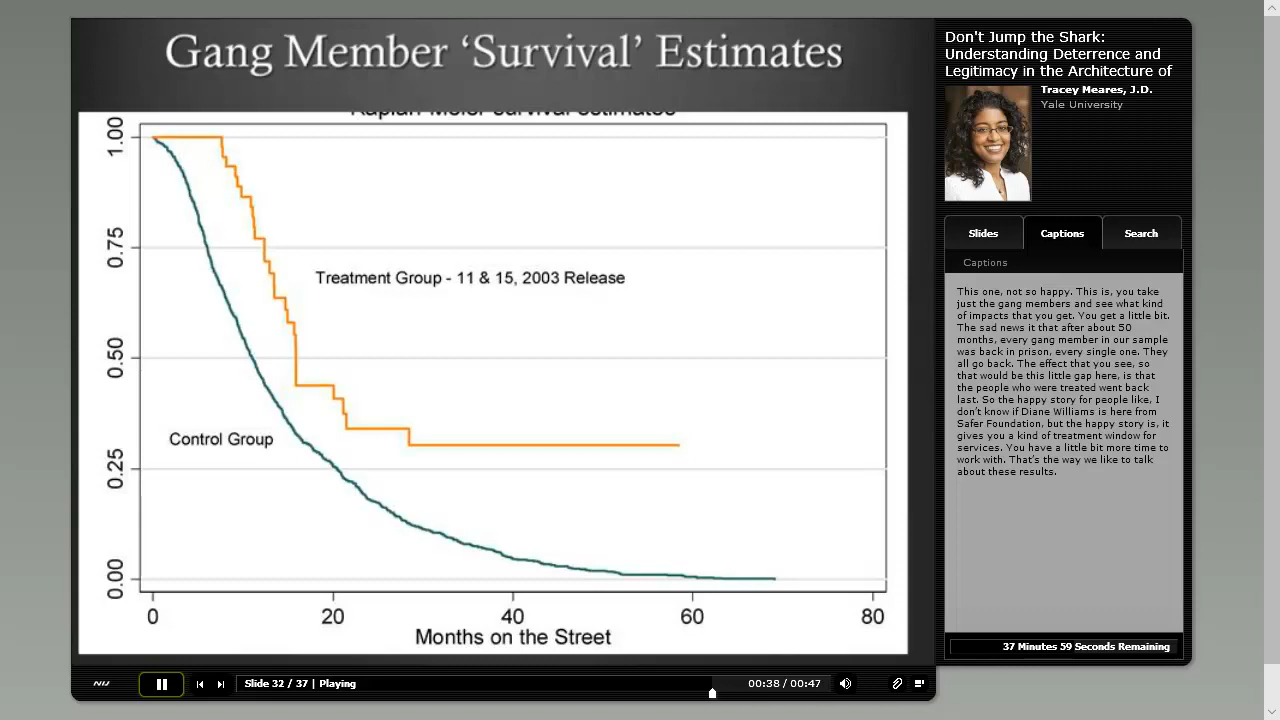 Gang Member ‘Survival’ Estimates
Kaplan-Meier survival estimates
1.00
0.75
0.50
0.25
0.00
Treatment Group - 11 & 15, 2003 Release
Control Group
0 20 40 60 80
Months on the Street
Don't Jump the Shark:
Understanding Deterrence and
Legitimacy in the Architecture of
Tracey Meares, J.D.
Yale University
Slides Captions Search
Captions
This one, not so happy. This is, you take
just the gang members and see what kind
of impacts that you get. You get a little bit.
The sad news it that after about 50
months, every gang member in our sample
was back in prison, every single one. They
all go back. The effect that you see, so
that would be this little gap here, is that
the people who were treated went back
last. So the happy story for people like, I
don't know if Diane Williams is here from
Safer Foundation, but the happy story is, it
gives you a kind of treatment window for
services. You have a little bit more time to
work with. That's the way we like to talk
about these results.
37 Minutes 59 Seconds Remaining
Slide 32 / 37 | Playing
00:38 / 00:47